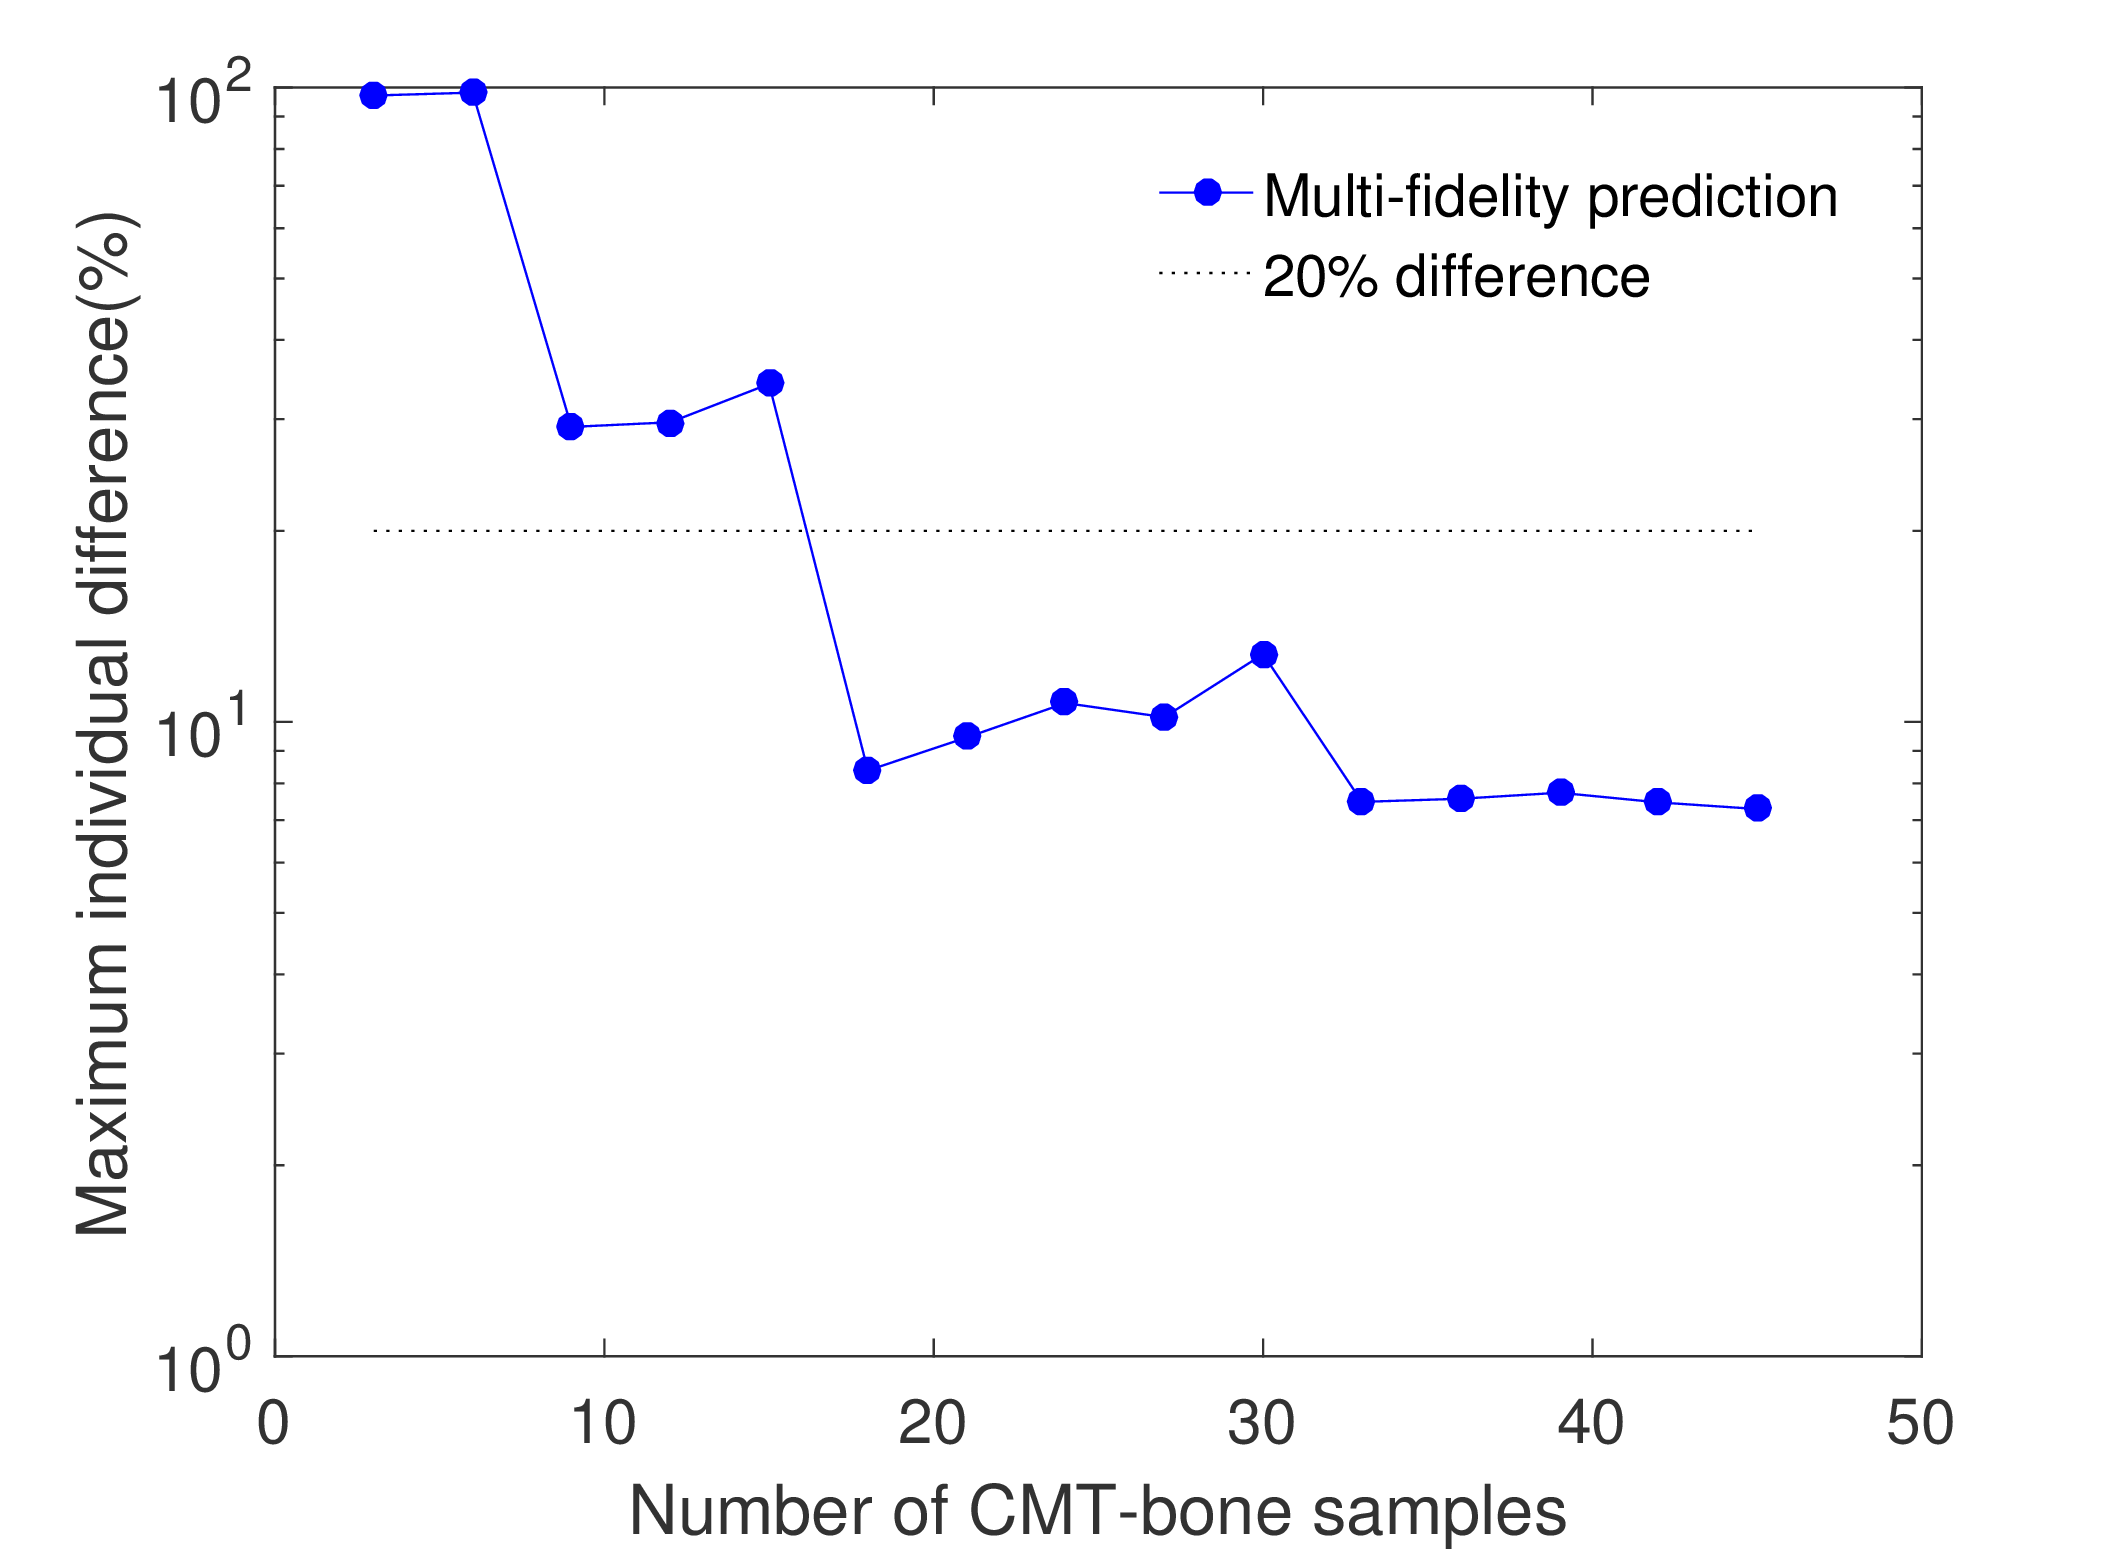 Maximum individual difference(%)
10^2
10^1
10^0
Multi-fidelity prediction
20% difference
0 10 20 30 40 50
Number of CMT-bone samples